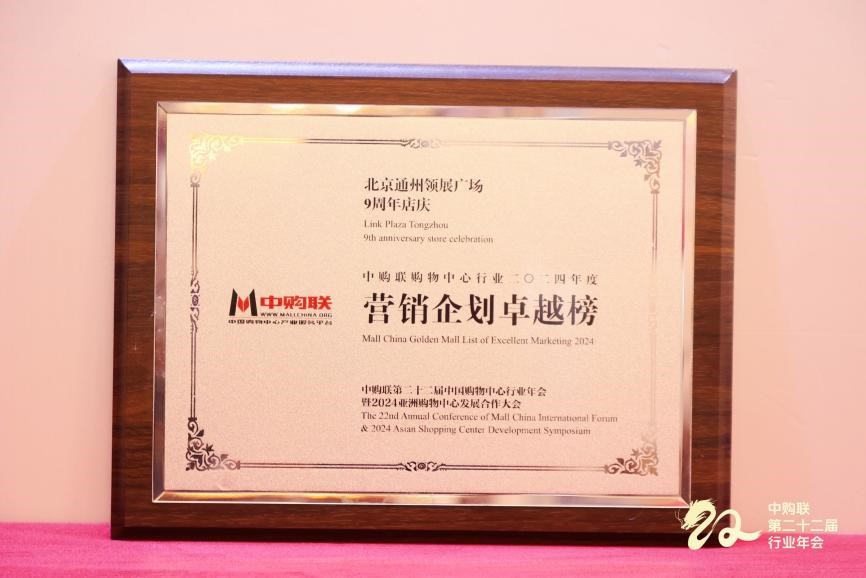 北京通州领展广场
9周年店庆
Link Plaza Tongzhou
9th anniversary store celebration
中购联购物中心行业二〇二四年度
营销企划卓越榜
Mall China Golden Mall List of Excellent Marketing 2024
中购联
WWW.MALLCHINA.ORG
中国购物中心产业服务平台
中购联第二十二届中国购物中心行业年会
暨2024亚洲购物中心发展合作大会
The 22nd Annual Conference of Mall China International Forum
& 2024 Asian Shopping Center Development Symposium
中购联
第二十二届
行业年会